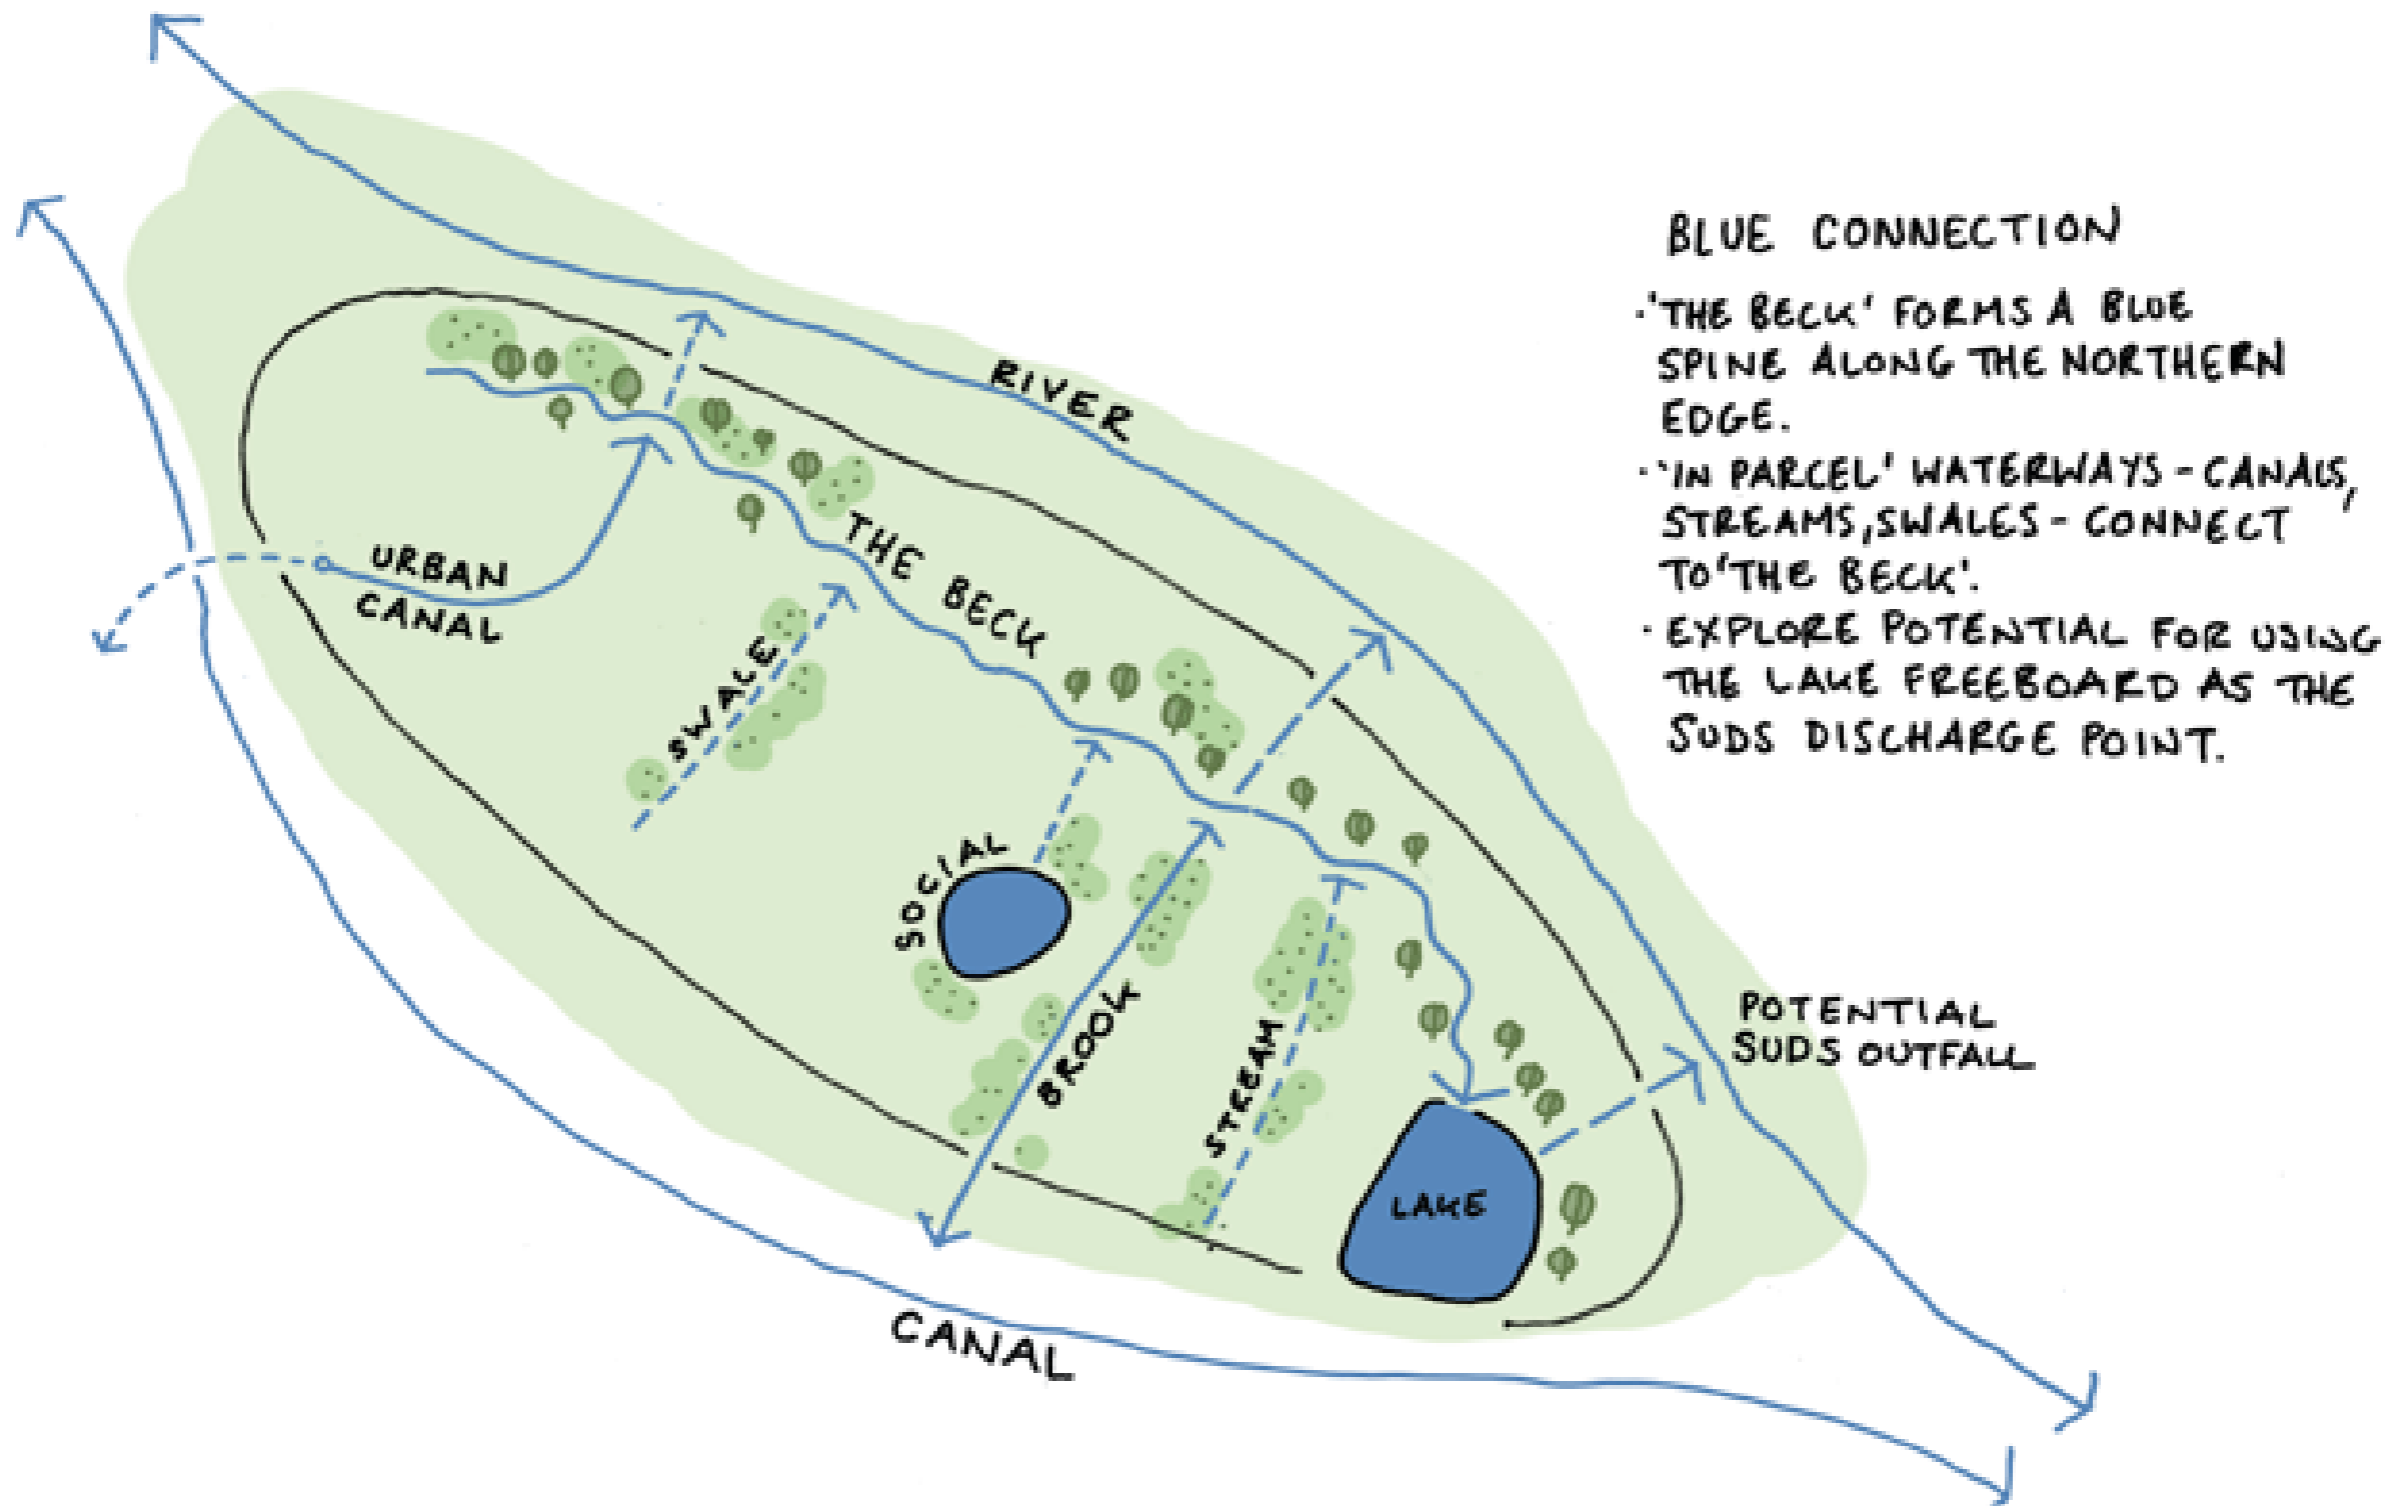 BLUE CONNECTION
·'THE BECK' FORMS A BLUE
SPINE ALONG THE NORTHERN
EDGE.
·'IN PARCEL' WATERWAYS - CANALS,
STREAMS, SWALES - CONNECT
TO 'THE BECK'.
· EXPLORE POTENTIAL FOR USING
THE LAKE FREEBOARD AS THE
SUDS DISCHARGE POINT.
RIVER
THE BECK
URBAN
CANAL
SWALE
SOCIAL
BROOK
STREAM
LAKE
POTENTIAL
SUDS OUTFALL
CANAL